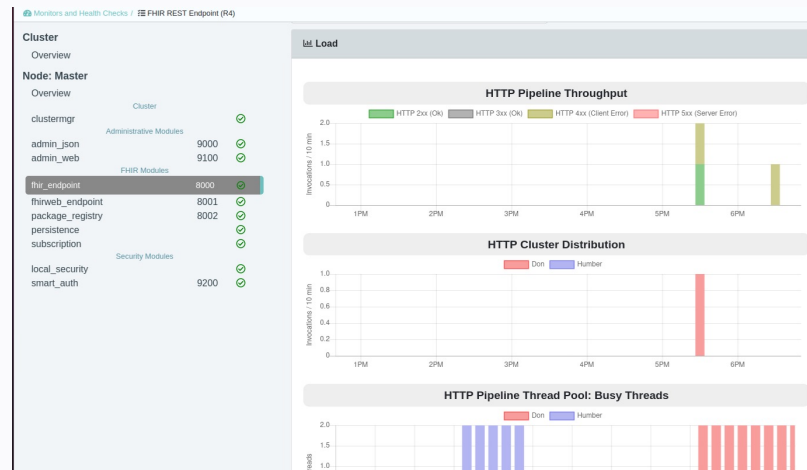 Monitors and Health Checks / FHIR REST Endpoint (R4)
Cluster
Overview
Node: Master
Overview
Cluster
clustermgr
Administrative Modules
admin_json 9000
admin_web 9100
FHIR Modules
fhir_endpoint 8000
fhirweb_endpoint 8001
package_registry 8002
persistence
subscription
Security Modules
local_security
smart_auth 9200
Load
HTTP Pipeline Throughput
HTTP 2xx (Ok) HTTP 3xx (Ok) HTTP 4xx (Client Error) HTTP 5xx (Server Error)
Invocations / 10 min
2.0
1.5
1.0
0.5
0
1PM 2PM 3PM 4PM 5PM 6PM
HTTP Cluster Distribution
Don Humber
Invocations / 10 min
1.0
0.8
0.6
0.4
0.2
0
1PM 2PM 3PM 4PM 5PM 6PM
HTTP Pipeline Thread Pool: Busy Threads
Don Humber
2.0
1.5
1.0